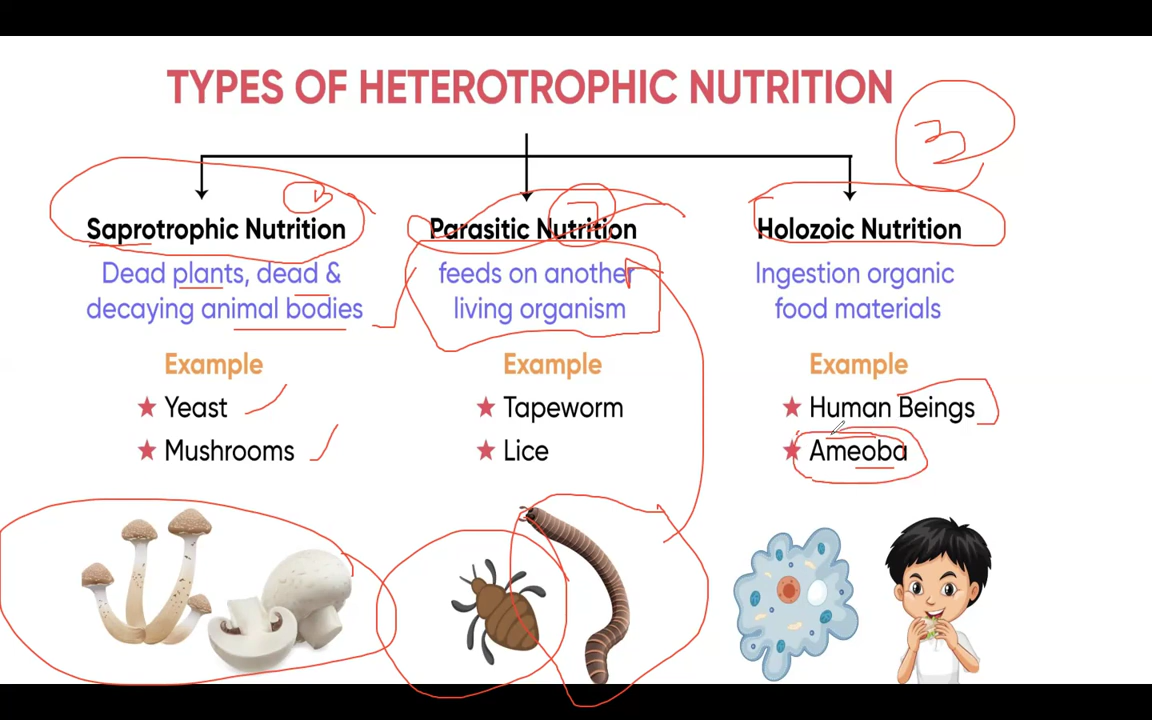 TYPES OF HETEROTROPHIC NUTRITION
3
Saprotrophic Nutrition
Dead plants, dead &
decaying animal bodies
Example
★ Yeast
★ Mushrooms
Parasitic Nutrition
feeds on another
living organism
Example
★ Tapeworm
★ Lice
Holozoic Nutrition
Ingestion organic
food materials
Example
★ Human Beings
★ Ameoba